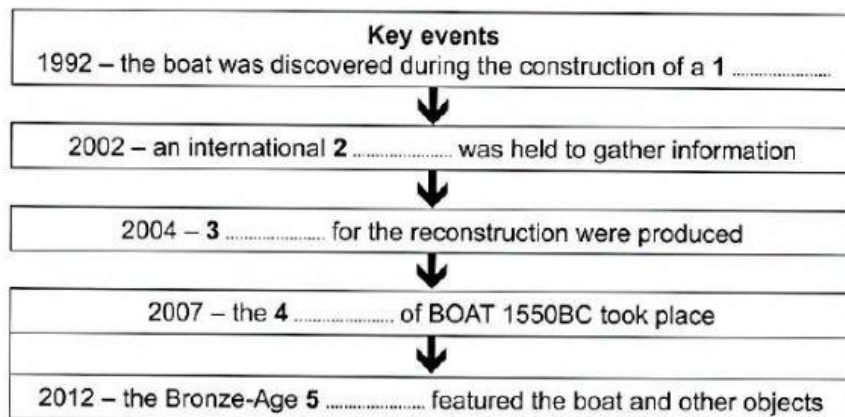 Key events
1992 – the boat was discovered during the construction of a 1 ....................
2002 – an international 2 .................... was held to gather information
2004 – 3 .................... for the reconstruction were produced
2007 – the 4 .................... of BOAT 1550BC took place
2012 – the Bronze-Age 5 .................... featured the boat and other objects